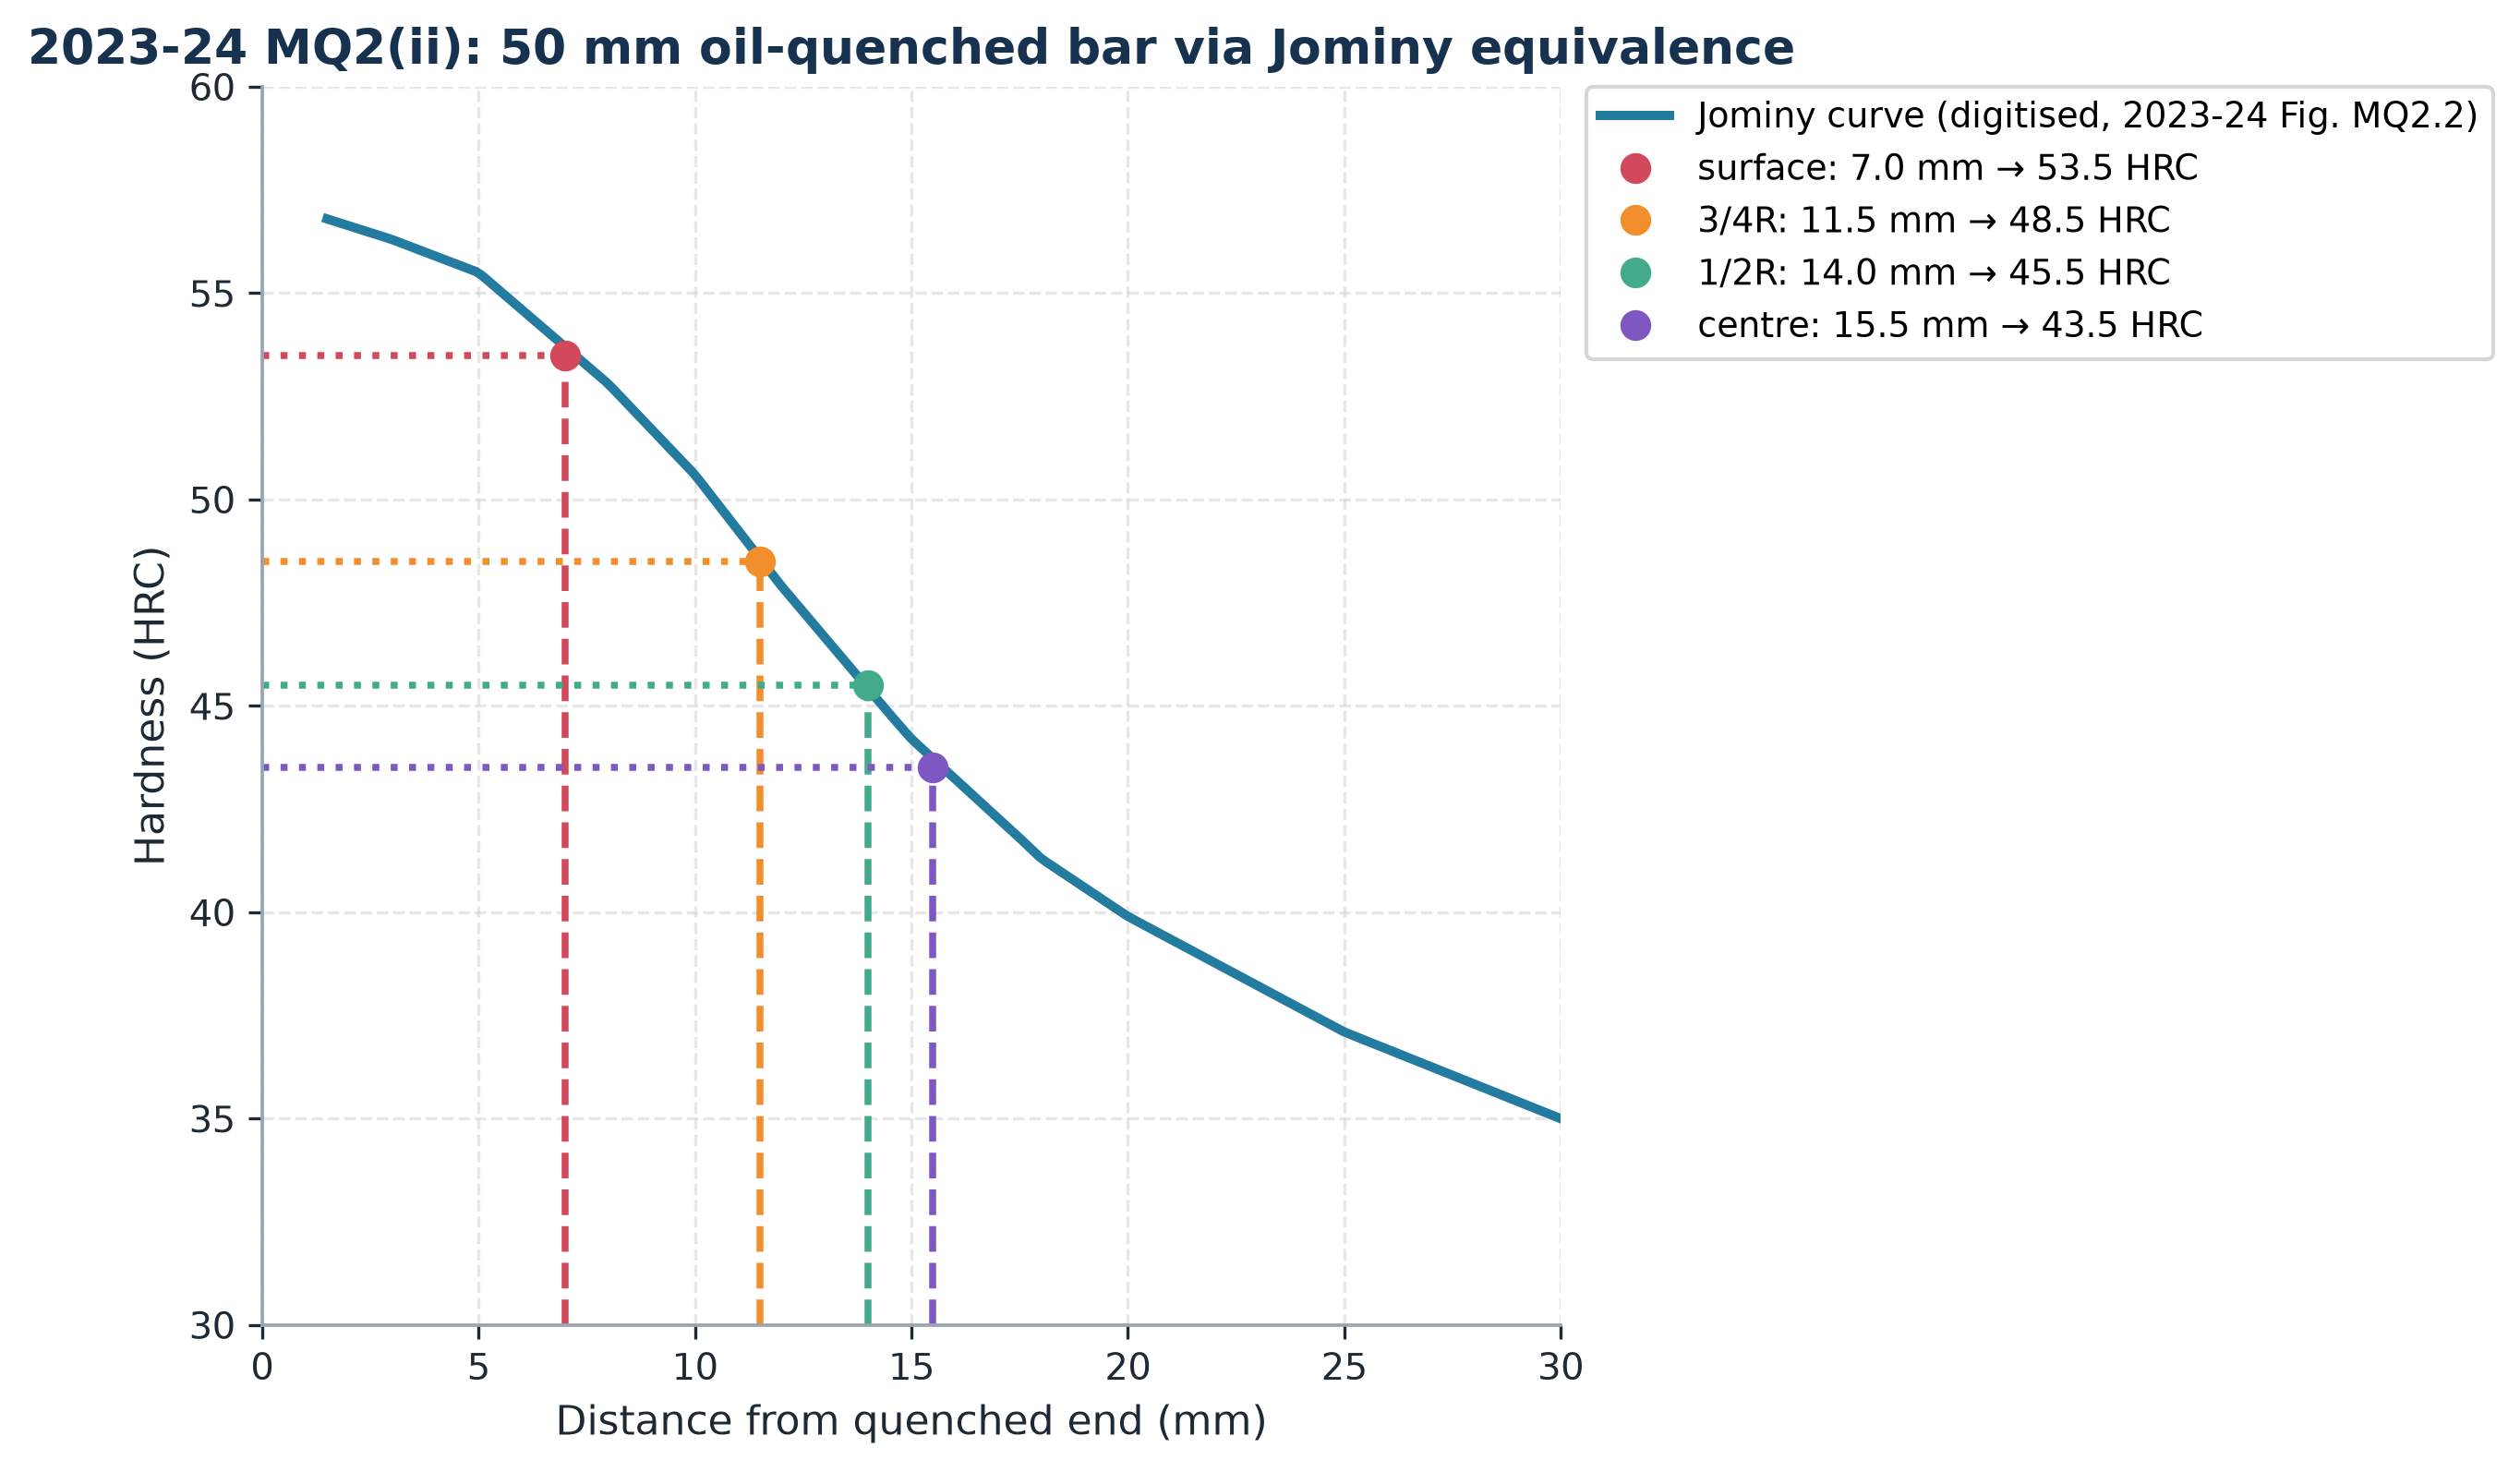 2023-24 MQ2(ii): 50 mm oil-quenched bar via Jominy equivalence
Jominy curve (digitised, 2023-24 Fig. MQ2.2)
surface: 7.0 mm → 53.5 HRC
3/4R: 11.5 mm → 48.5 HRC
1/2R: 14.0 mm → 45.5 HRC
centre: 15.5 mm → 43.5 HRC
Hardness (HRC)
60
55
50
45
40
35
30
0 5 10 15 20 25 30
Distance from quenched end (mm)